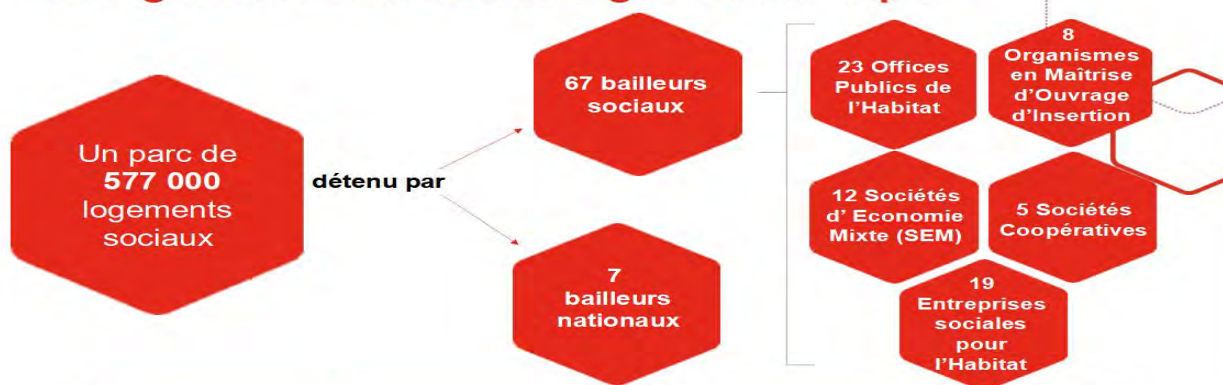 Un parc de
577 000
logements
sociaux
détenu par
67 bailleurs
sociaux
7
bailleurs
nationaux
23 Offices
Publics de
l'Habitat
8
Organismes
en Maîtrise
d'Ouvrage
d'Insertion
12 Sociétés
d' Economie
Mixte (SEM)
5 Sociétés
Coopératives
19
Entreprises
sociales
pour
l'Habitat